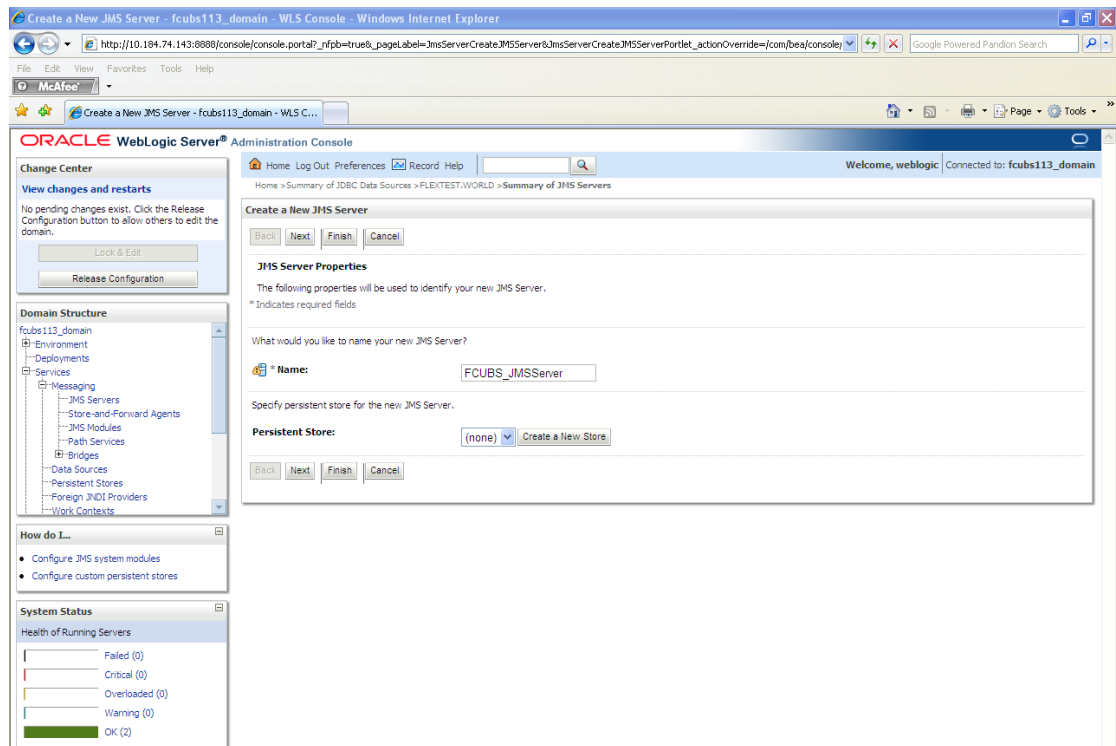 Create a New JMS Server - fcubs113_domain - WLS Console - Windows Internet Explorer
http://10.184.74.143:8888/console/console.portal?_nfpb=true&_pageLabel=JmsServerCreateJMSServer&JmsServerCreateJMSServerPortlet_actionOverride=/com/bea/console/
Google Powered Pandion Search
File Edit View Favorites Tools Help
McAfee
Create a New JMS Server - fcubs113_domain - WLS C...
Page Tools
ORACLE WebLogic Server® Administration Console
Change Center
View changes and restarts
No pending changes exist. Click the Release
Configuration button to allow others to edit the
domain.
Lock & Edit
Release Configuration
Domain Structure
fcubs113_domain
Environment
Deployments
Services
Messaging
JMS Servers
Store-and-Forward Agents
JMS Modules
Path Services
Bridges
Data Sources
Persistent Stores
Foreign JNDI Providers
Work Contexts
How do I...
Configure JMS system modules
Configure custom persistent stores
System Status
Health of Running Servers
Failed (0)
Critical (0)
Overloaded (0)
Warning (0)
OK (2)
Home Log Out Preferences Record Help
Welcome, weblogic Connected to: fcubs113_domain
Home >Summary of JDBC Data Sources >FLEXTEST.WORLD >Summary of JMS Servers
Create a New JMS Server
Back Next Finish Cancel
JMS Server Properties
The following properties will be used to identify your new JMS Server.
* Indicates required fields
What would you like to name your new JMS Server?
* Name: FCUBS_JMSServer
Specify persistent store for the new JMS Server.
Persistent Store: (none) Create a New Store
Back Next Finish Cancel